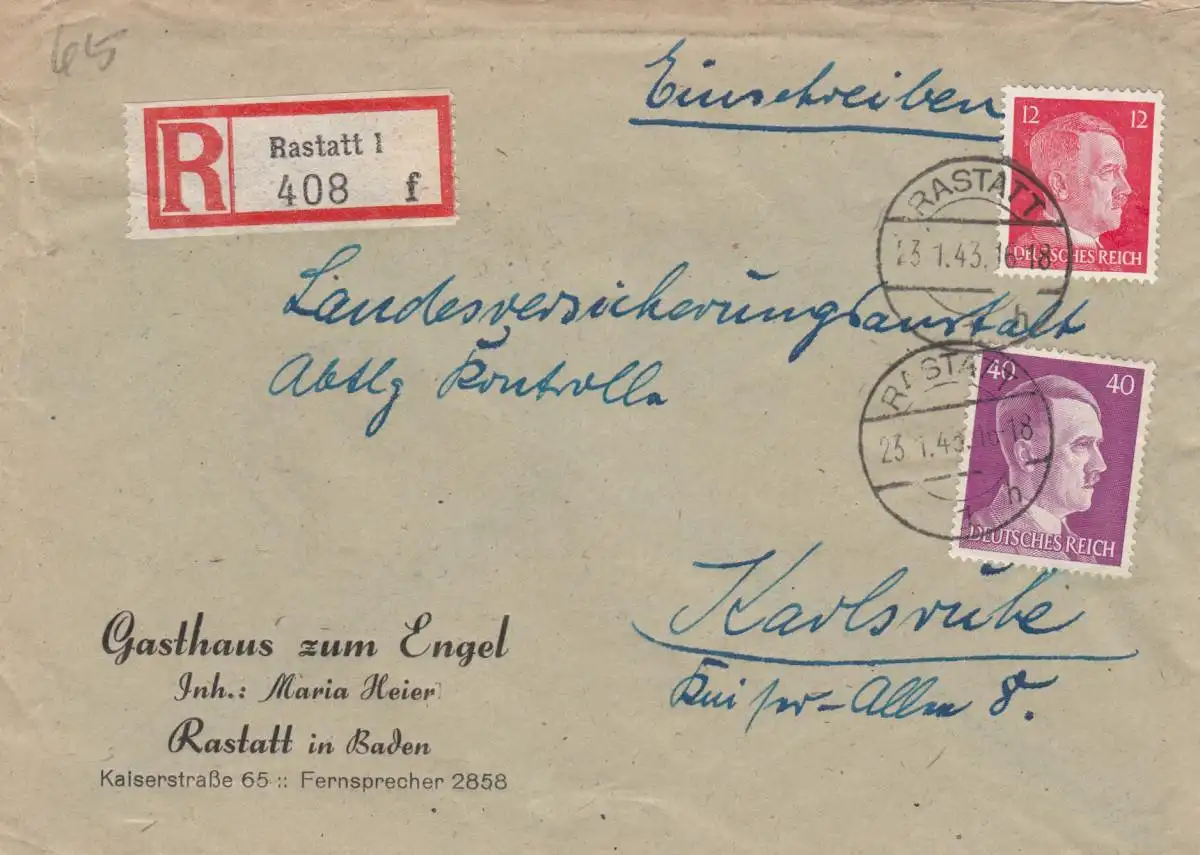 65
Einschreiben
R
Rastatt 1
408 f
12 12
DEUTSCHES REICH
RASTATT
23 1.43. 16-18
h
Landesversicherungsanstalt
Abtlg Kontrolle
40 40
DEUTSCHES REICH
RASTATT
23 1.43. 16-18
h
Karlsruhe
Kaiser-Allee 8.
Gasthaus zum Engel
Inh.: Maria Heier
Rastatt in Baden
Kaiserstraße 65 :: Fernsprecher 2858